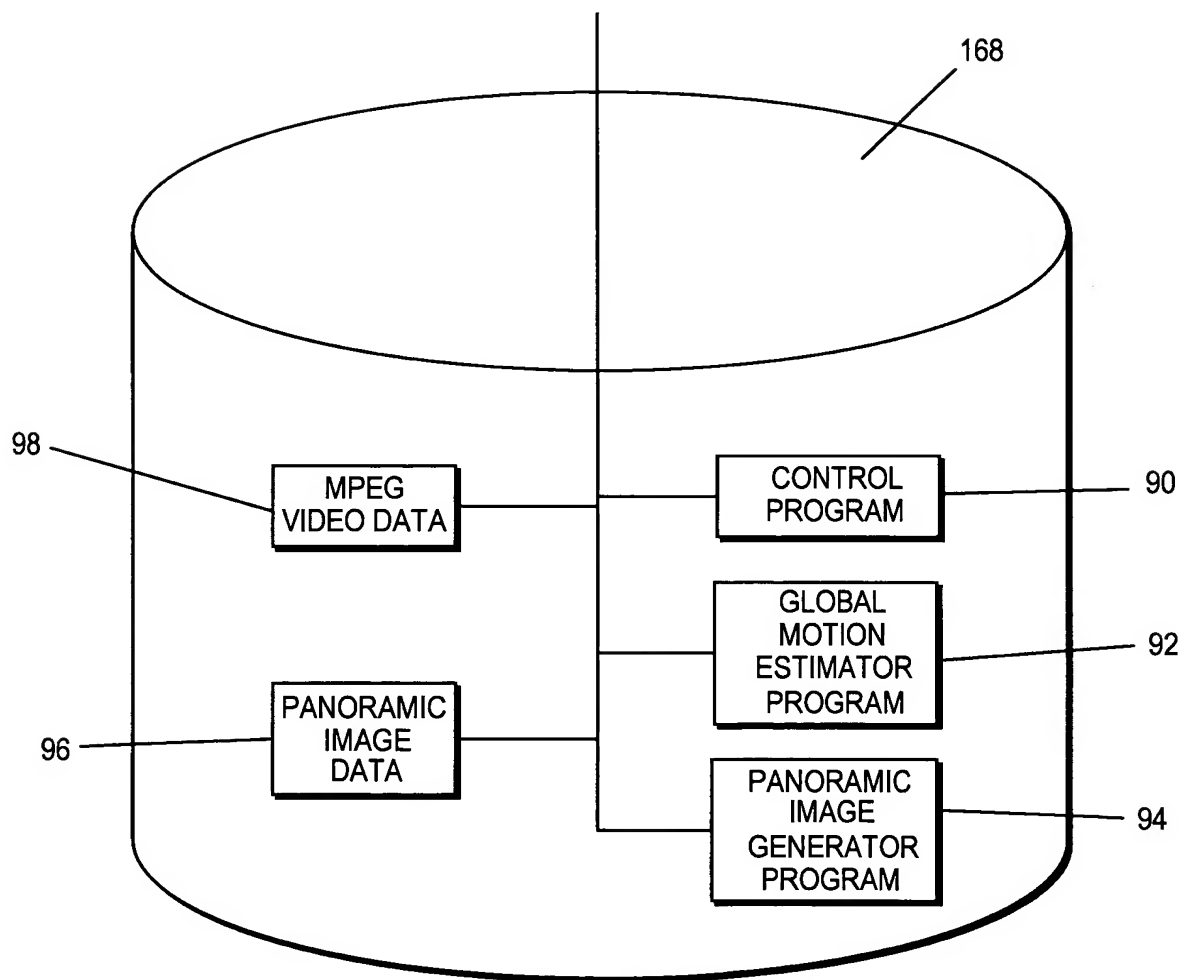 168
98
MPEG
VIDEO DATA
CONTROL
PROGRAM
90
GLOBAL
MOTION
ESTIMATOR
PROGRAM
92
96
PANORAMIC
IMAGE
DATA
PANORAMIC
IMAGE
GENERATOR
PROGRAM
94